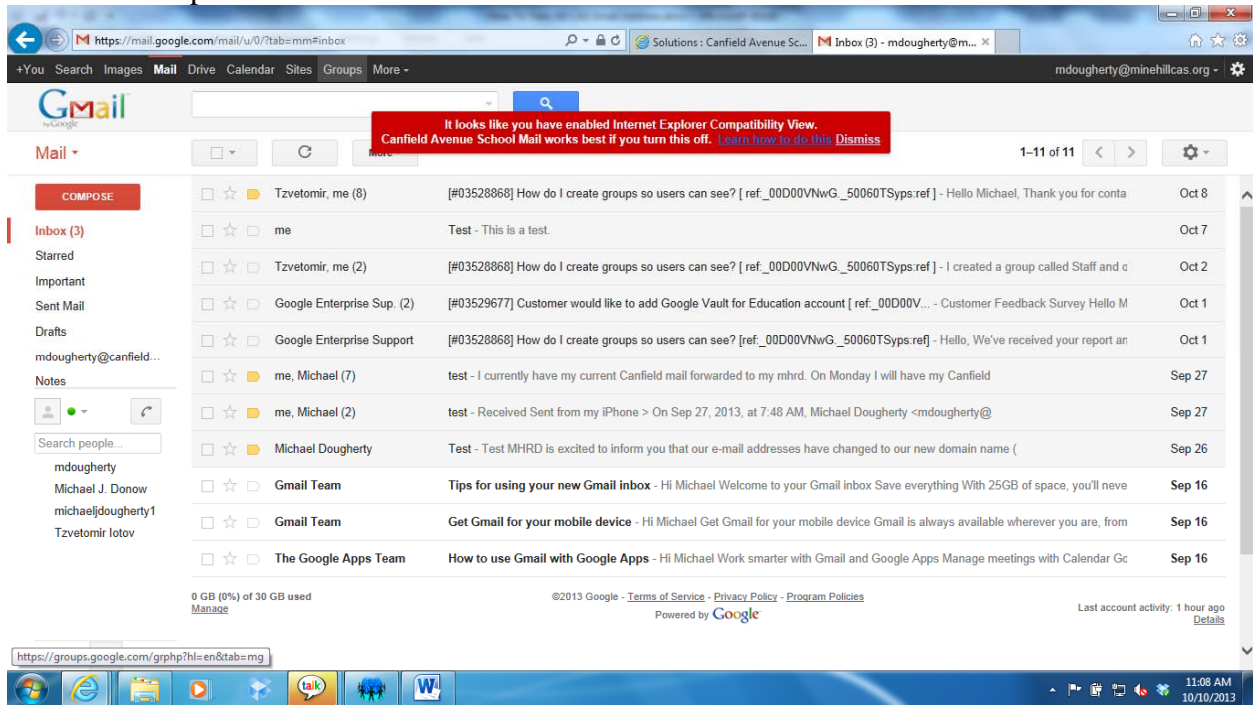 https://mail.google.com/mail/u/0/?tab=mm#inbox
Solutions : Canfield Avenue Sc...
Inbox (3) - mdougherty@m...
+You Search Images Mail Drive Calendar Sites Groups More
mdougherty@minehillcas.org
Gmail
by Google
It looks like you have enabled Internet Explorer Compatibility View.
Canfield Avenue School Mail works best if you turn this off. Learn how to do this Dismiss
Mail
More
1–11 of 11
COMPOSE
Inbox (3)
Starred
Important
Sent Mail
Drafts
mdougherty@canfield...
Notes
Search people...
mdougherty
Michael J. Donow
michaeljdougherty1
Tzvetomir Iotov
Tzvetomir, me (8) [#03528868] How do I create groups so users can see? [ ref:_00D00VNwG._50060TSyps:ref ] - Hello Michael, Thank you for conta Oct 8
me Test - This is a test. Oct 7
Tzvetomir, me (2) [#03528868] How do I create groups so users can see? [ ref:_00D00VNwG._50060TSyps:ref ] - I created a group called Staff and o Oct 2
Google Enterprise Sup. (2) [#03529677] Customer would like to add Google Vault for Education account [ ref:_00D00V... - Customer Feedback Survey Hello M Oct 1
Google Enterprise Support [#03528868] How do I create groups so users can see? [ref:_00D00VNwG._50060TSyps:ref] - Hello, We've received your report an Oct 1
me, Michael (7) test - I currently have my current Canfield mail forwarded to my mhrd. On Monday I will have my Canfield Sep 27
me, Michael (2) test - Received Sent from my iPhone > On Sep 27, 2013, at 7:48 AM, Michael Dougherty <mdougherty@ Sep 27
Michael Dougherty Test - Test MHRD is excited to inform you that our e-mail addresses have changed to our new domain name ( Sep 26
Gmail Team Tips for using your new Gmail inbox - Hi Michael Welcome to your Gmail inbox Save everything With 25GB of space, you'll neve Sep 16
Gmail Team Get Gmail for your mobile device - Hi Michael Get Gmail for your mobile device Gmail is always available wherever you are, from Sep 16
The Google Apps Team How to use Gmail with Google Apps - Hi Michael Work smarter with Gmail and Google Apps Manage meetings with Calendar Gc Sep 16
0 GB (0%) of 30 GB used
Manage
©2013 Google - Terms of Service - Privacy Policy - Program Policies
Powered by Google
Last account activity: 1 hour ago
Details
https://groups.google.com/grphp?hl=en&tab=mg
talk
W
11:08 AM
10/10/2013